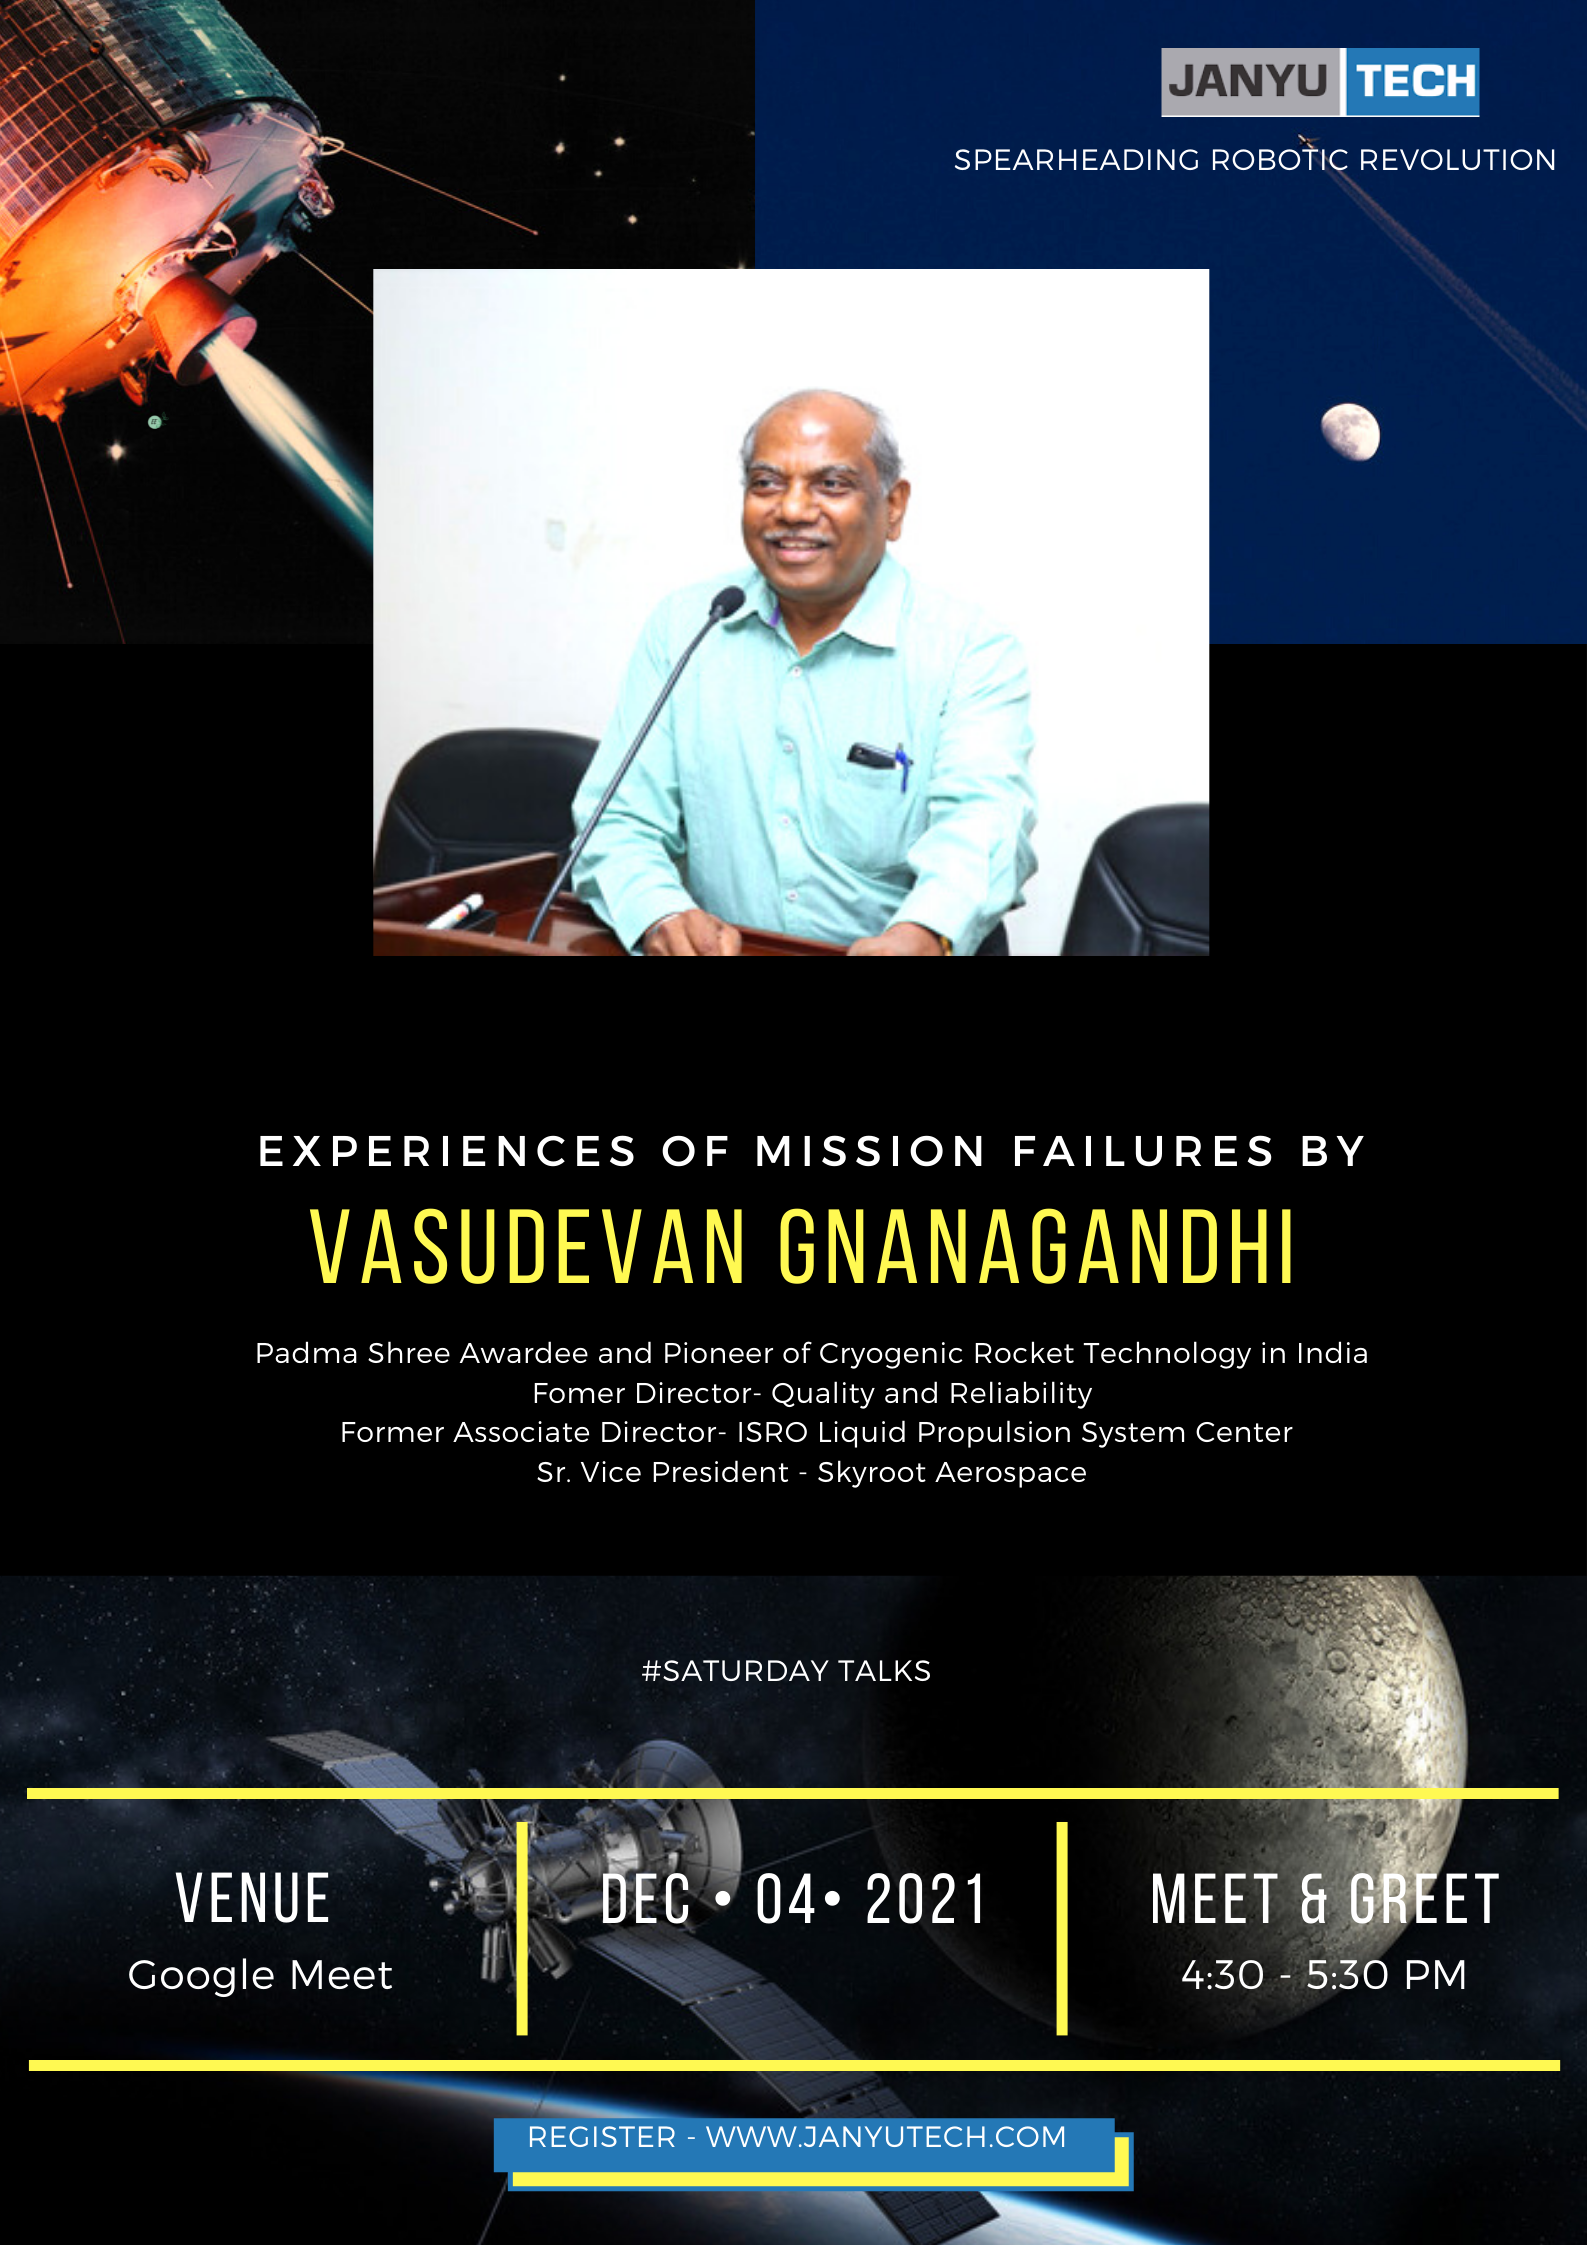 JANYU TECH
SPEARHEADING ROBOTIC REVOLUTION
EXPERIENCES OF MISSION FAILURES BY
VASUDEVAN GNANAGANDHI
Padma Shree Awardee and Pioneer of Cryogenic Rocket Technology in India
Fomer Director- Quality and Reliability
Former Associate Director- ISRO Liquid Propulsion System Center
Sr. Vice President - Skyroot Aerospace
#SATURDAY TALKS
VENUE
Google Meet
DEC • 04• 2021
MEET & GREET
4:30 - 5:30 PM
REGISTER - WWW.JANYUTECH.COM